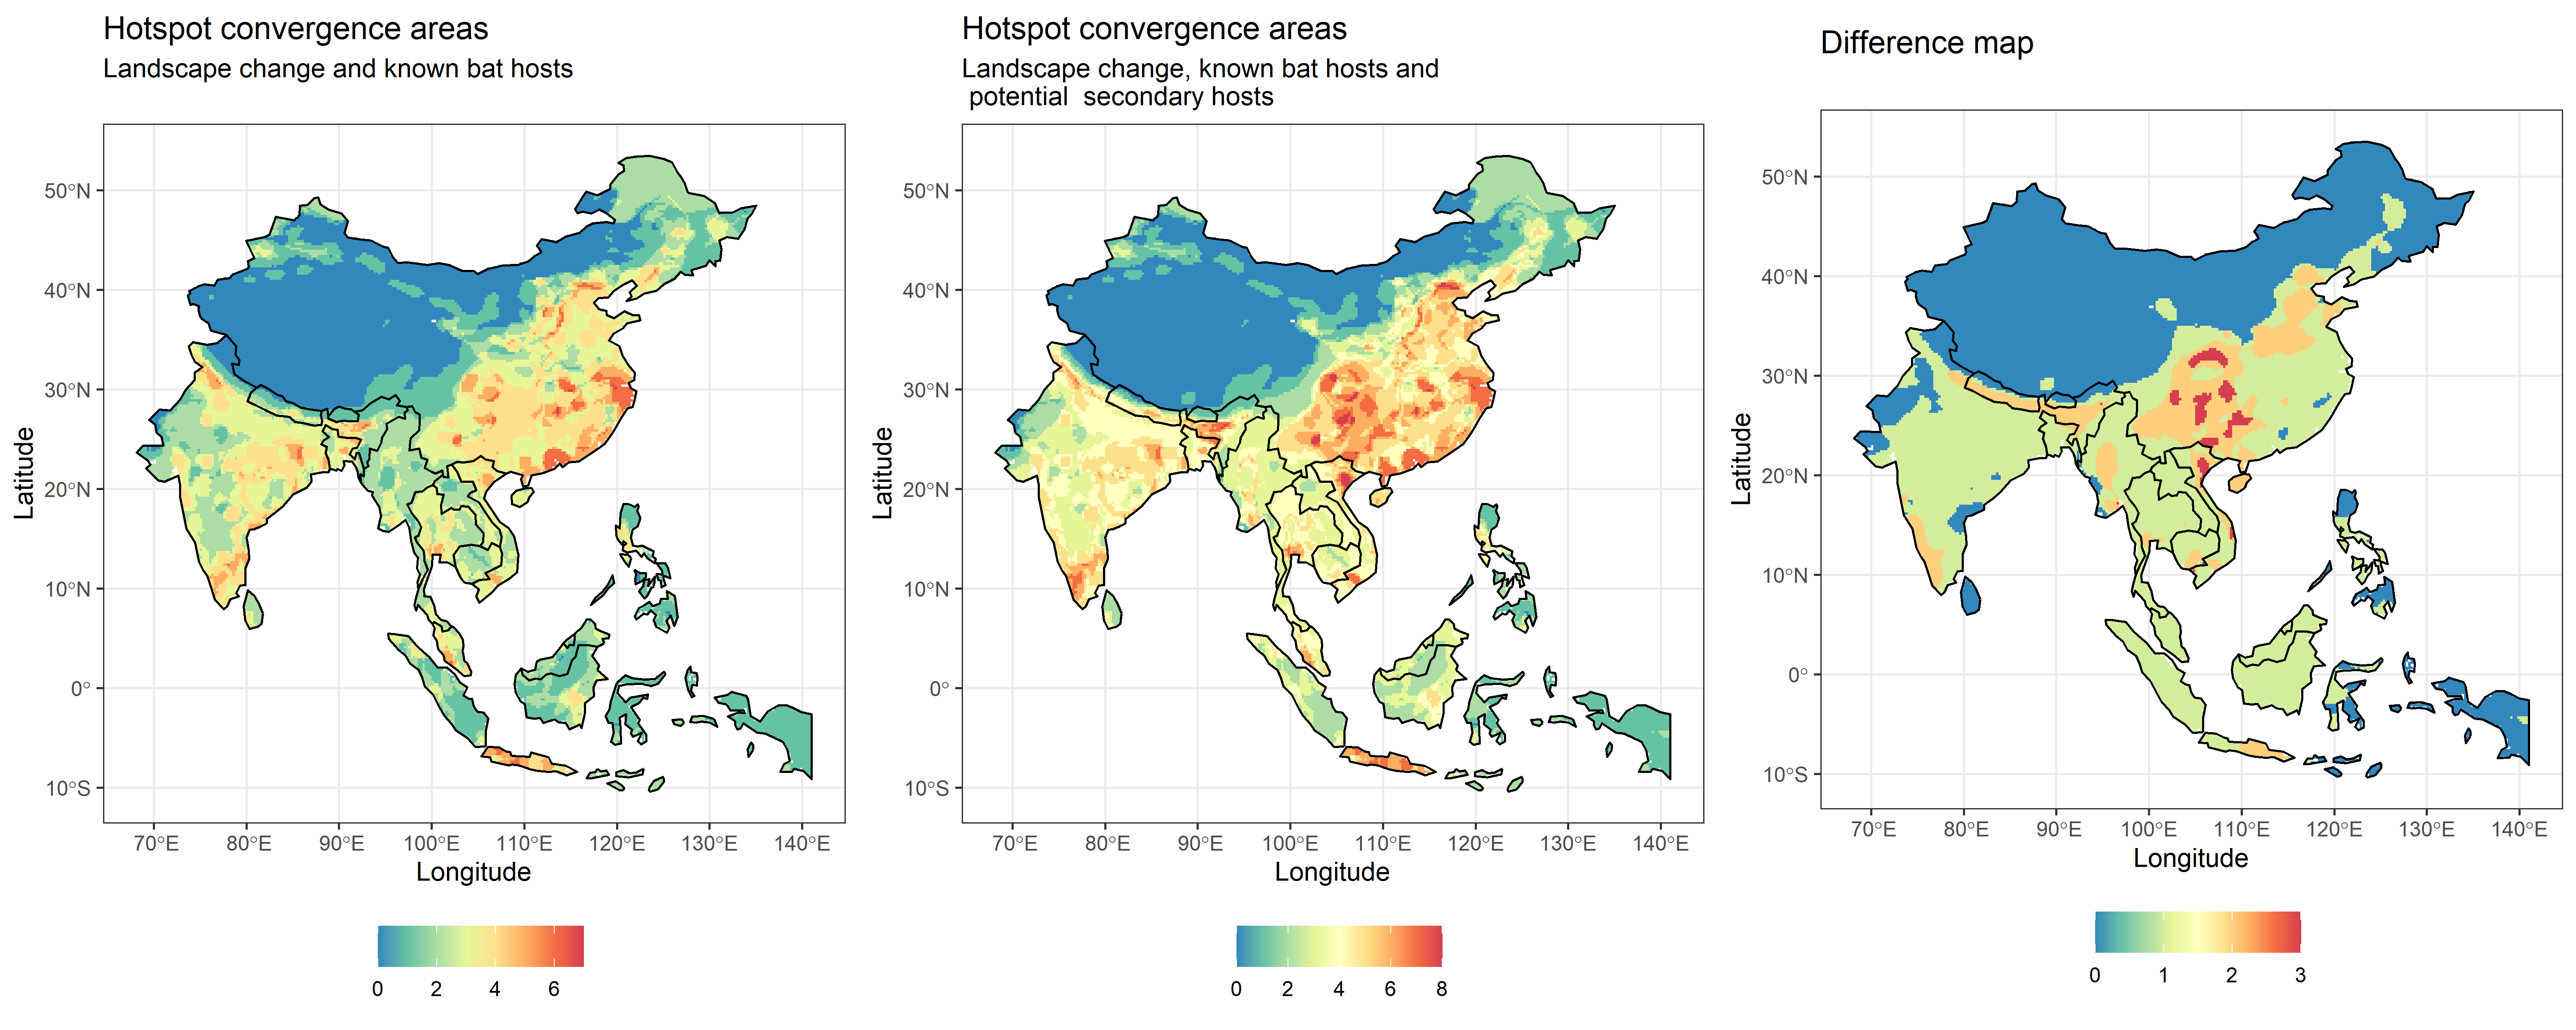 Hotspot convergence areas
Landscape change and known bat hosts
50°N
40°N
30°N
20°N
10°N
0°
10°S
Latitude
70°E 80°E 90°E 100°E 110°E 120°E 130°E 140°E
Longitude
0 2 4 6
Hotspot convergence areas
Landscape change, known bat hosts and
potential  secondary hosts
50°N
40°N
30°N
20°N
10°N
0°
10°S
Latitude
70°E 80°E 90°E 100°E 110°E 120°E 130°E 140°E
Longitude
0 2 4 6 8
Difference map
50°N
40°N
30°N
20°N
10°N
0°
10°S
Latitude
70°E 80°E 90°E 100°E 110°E 120°E 130°E 140°E
Longitude
0 1 2 3